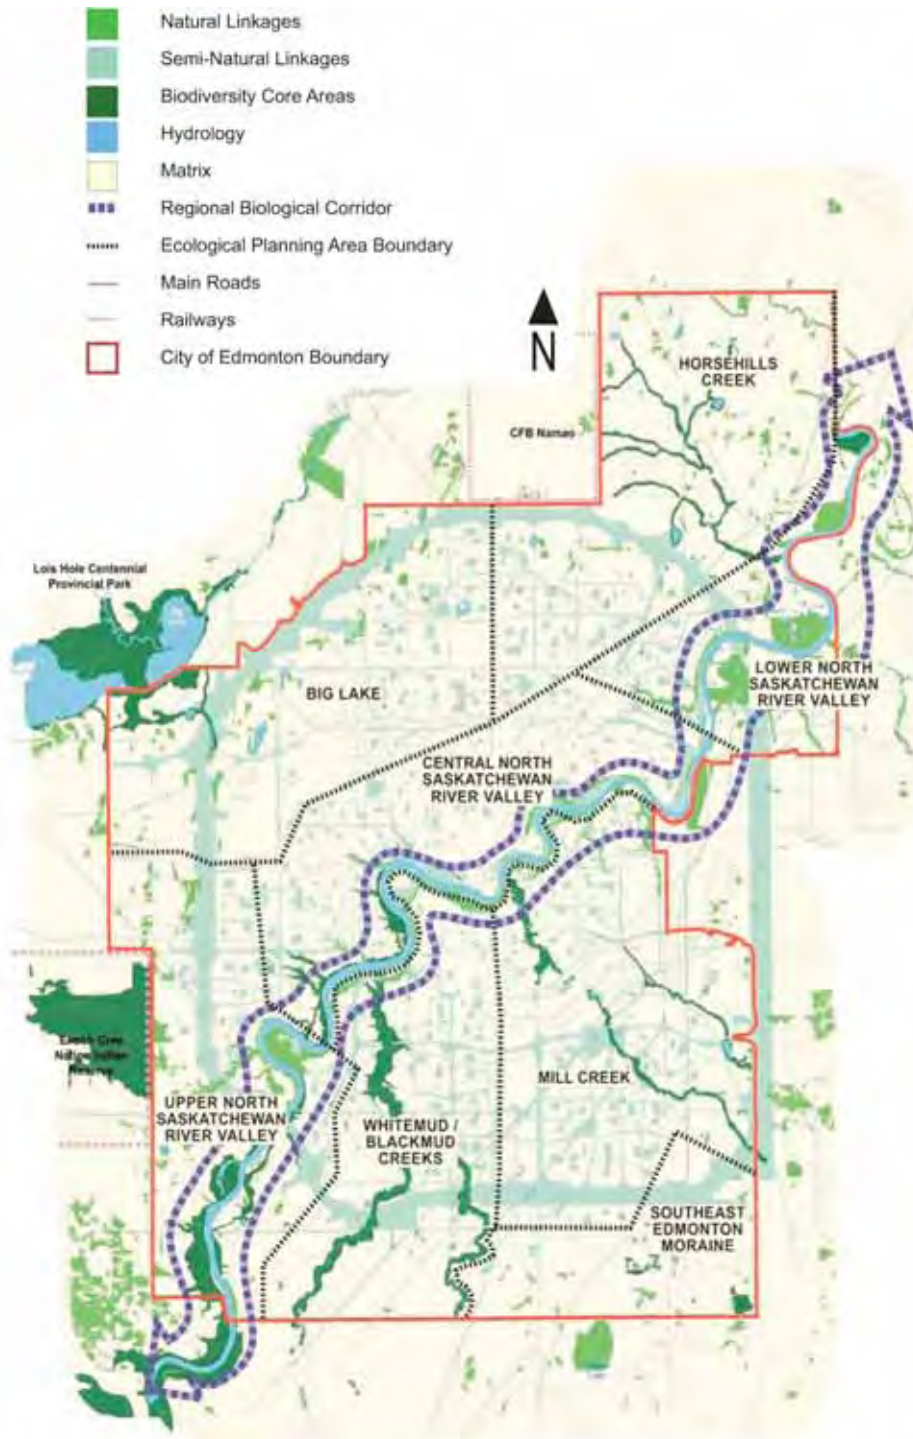 Natural Linkages
Semi-Natural Linkages
Biodiversity Core Areas
Hydrology
Matrix
Regional Biological Corridor
Ecological Planning Area Boundary
Main Roads
Railways
City of Edmonton Boundary
N
HORSEHILLS
CREEK
CFB Namao
Lois Hole Centennial
Provincial Park
BIG LAKE
LOWER NORTH
SASKATCHEWAN
RIVER VALLEY
CENTRAL NORTH
SASKATCHEWAN
RIVER VALLEY
Cree
Indian
Reserve
MILL CREEK
UPPER NORTH
SASKATCHEWAN
RIVER VALLEY
WHITEMUD /
BLACKMUD
CREEKS
SOUTHEAST
EDMONTON
MORAINE